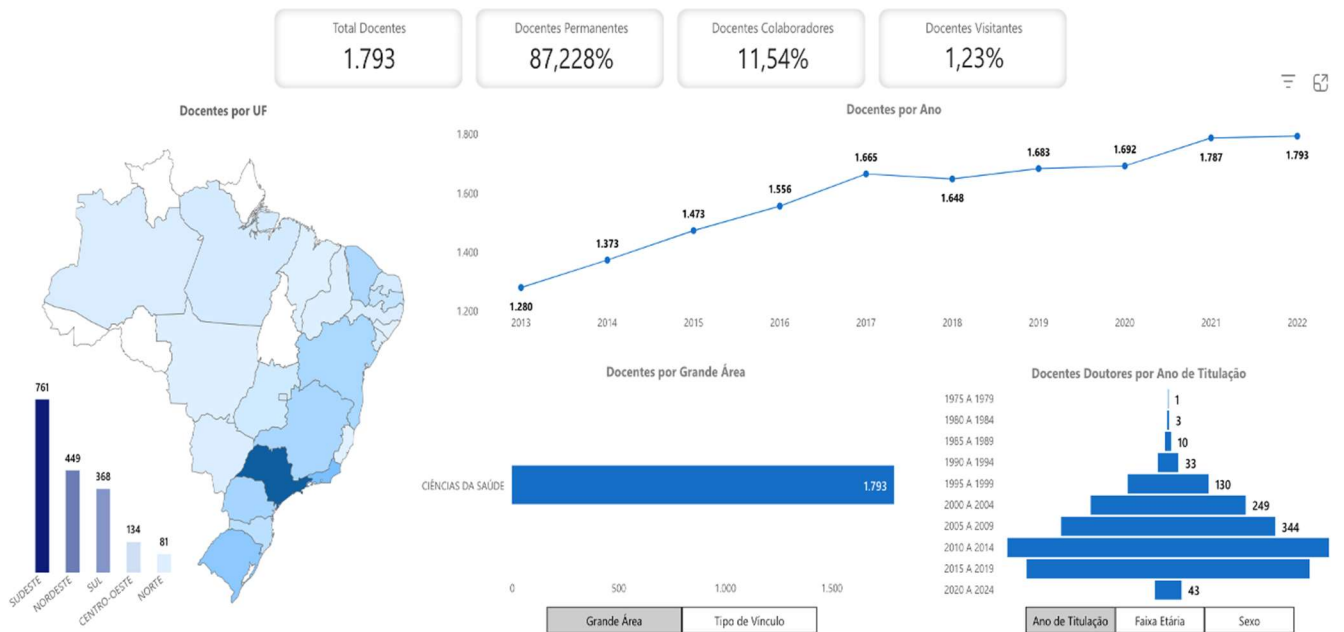 Total Docentes
1.793
Docentes Permanentes
87,228%
Docentes Colaboradores
11,54%
Docentes Visitantes
1,23%
Docentes por UF
761
449
368
134
81
SUDESTE
NORDESTE
SUL
CENTRO-OESTE
NORTE
Docentes por Ano
1.800
1.600
1.400
1.200
1.280
1.373
1.473
1.556
1.665
1.648
1.683
1.692
1.787
1.793
2013
2014
2015
2016
2017
2018
2019
2020
2021
2022
Docentes por Grande Área
CIÊNCIAS DA SAÚDE
1.793
0
500
1.000
1.500
Grande Área
Tipo de Vínculo
Docentes Doutores por Ano de Titulação
1975 A 1979
1
1980 A 1984
3
1985 A 1989
10
1990 A 1994
33
1995 A 1999
130
2000 A 2004
249
2005 A 2009
344
2010 A 2014
2015 A 2019
2020 A 2024
43
Ano de Titulação
Faixa Etária
Sexo